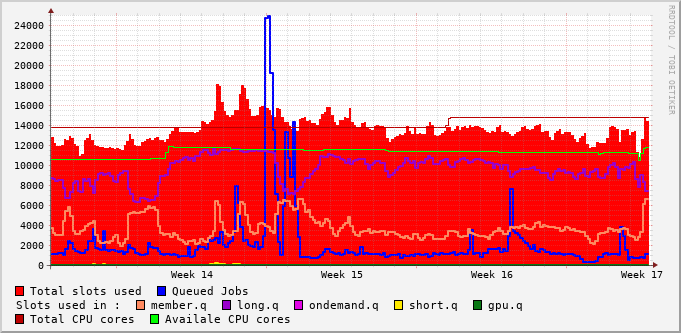 RRDTOOL / TOBI OETIKER
24000
22000
20000
18000
16000
14000
12000
10000
8000
6000
4000
2000
0
Week 14 Week 15 Week 16 Week 17
Total slots used Queued Jobs
Slots used in : member.q long.q ondemand.q short.q gpu.q
Total CPU cores Availale CPU cores